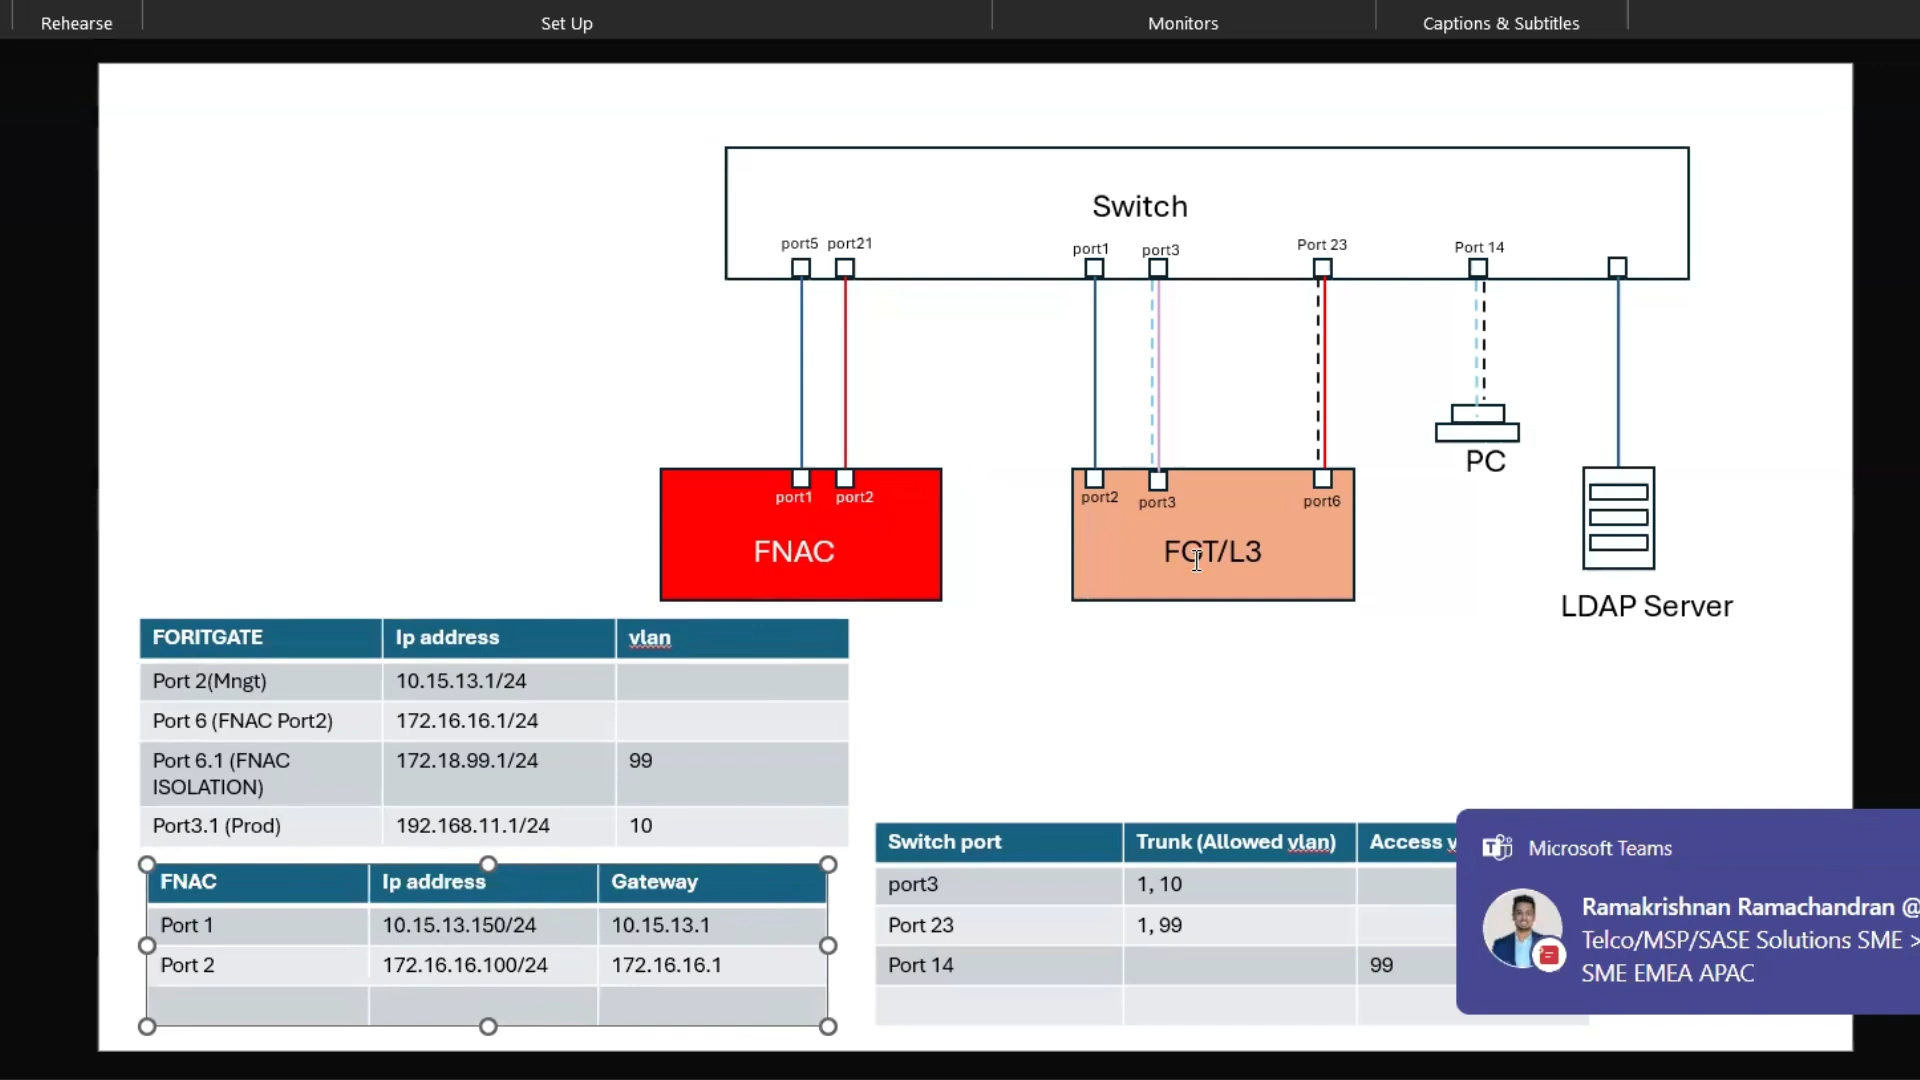 Rehearse
Set Up
Monitors
Captions & Subtitles
Switch
port5 port21 port1 port3 Port 23 Port 14
port1 port2
FNAC
port2 port3 port6
FGT/L3
PC
LDAP Server
FORITGATE Ip address vlan
Port 2(Mngt) 10.15.13.1/24
Port 6 (FNAC Port2) 172.16.16.1/24
Port 6.1 (FNAC ISOLATION) 172.18.99.1/24 99
Port3.1 (Prod) 192.168.11.1/24 10
FNAC Ip address Gateway
Port 1 10.15.13.150/24 10.15.13.1
Port 2 172.16.16.100/24 172.16.16.1
Switch port Trunk (Allowed vlan) Access v
port3 1, 10
Port 23 1, 99
Port 14 99
Microsoft Teams
Ramakrishnan Ramachandran @
Telco/MSP/SASE Solutions SME >
SME EMEA APAC